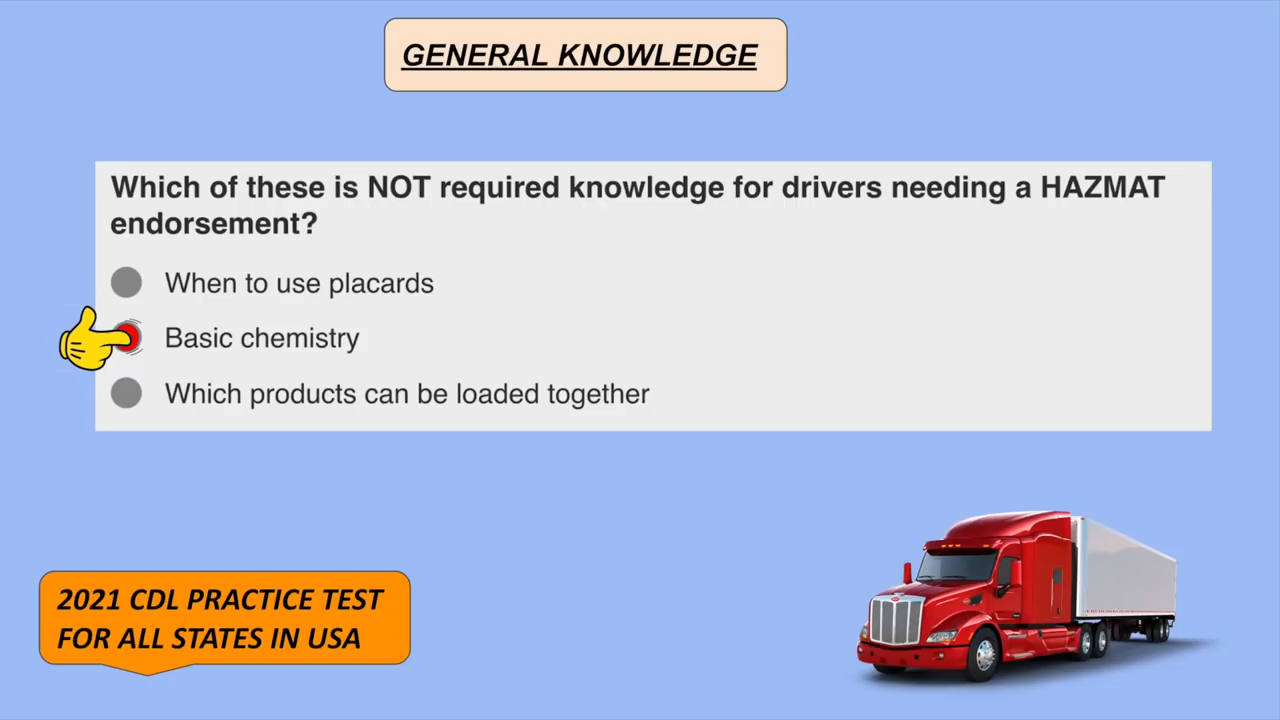 GENERAL KNOWLEDGE
Which of these is NOT required knowledge for drivers needing a HAZMAT
endorsement?
When to use placards
Basic chemistry
Which products can be loaded together
2021 CDL PRACTICE TEST
FOR ALL STATES IN USA